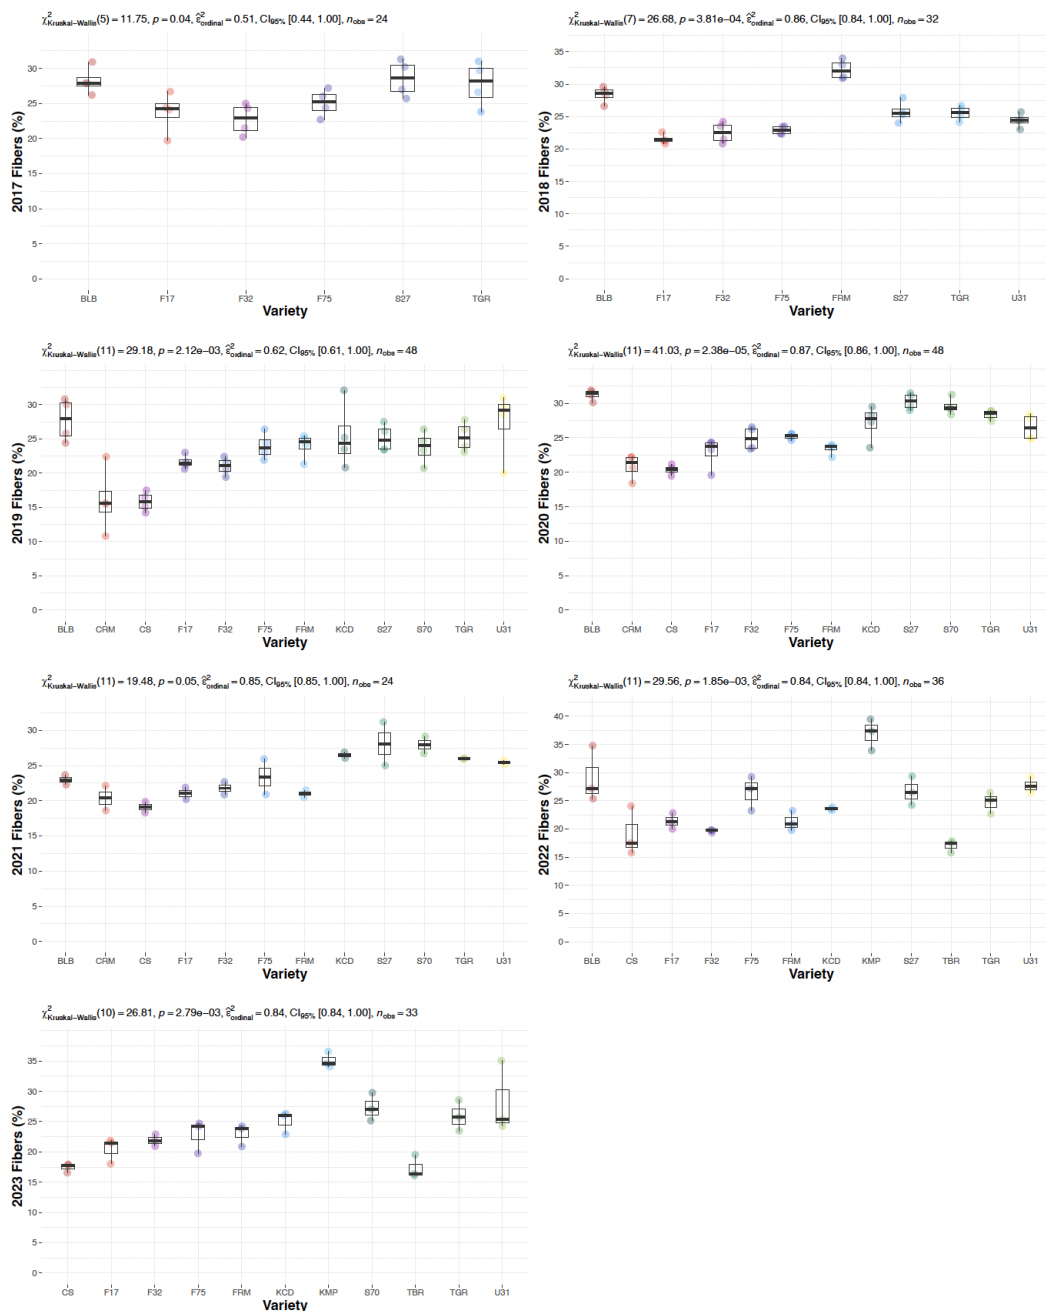 χ²Kruskal−Wallis(5) = 11.75, p = 0.04, ε̂²ordinal = 0.51, CI95% [0.44, 1.00], nobs = 24
2017 Fibers (%)
30
25
20
15
10
5
0
BLB F17 F32 F75 S27 TGR
Variety
χ²Kruskal−Wallis(7) = 26.68, p = 3.81e−04, ε̂²ordinal = 0.86, CI95% [0.84, 1.00], nobs = 32
2018 Fibers (%)
35
30
25
20
15
10
5
0
BLB F17 F32 F75 FRM S27 TGR U31
Variety
χ²Kruskal−Wallis(11) = 29.18, p = 2.12e−03, ε̂²ordinal = 0.62, CI95% [0.61, 1.00], nobs = 48
2019 Fibers (%)
30
25
20
15
10
5
0
BLB CRM CS F17 F32 F75 FRM KCD S27 S70 TGR U31
Variety
χ²Kruskal−Wallis(11) = 41.03, p = 2.38e−05, ε̂²ordinal = 0.87, CI95% [0.86, 1.00], nobs = 48
2020 Fibers (%)
30
25
20
15
10
5
0
BLB CRM CS F17 F32 F75 FRM KCD S27 S70 TGR U31
Variety
χ²Kruskal−Wallis(11) = 19.48, p = 0.05, ε̂²ordinal = 0.85, CI95% [0.85, 1.00], nobs = 24
2021 Fibers (%)
30
25
20
15
10
5
0
BLB CRM CS F17 F32 F75 FRM KCD S27 S70 TGR U31
Variety
χ²Kruskal−Wallis(11) = 29.56, p = 1.85e−03, ε̂²ordinal = 0.84, CI95% [0.84, 1.00], nobs = 36
2022 Fibers (%)
40
35
30
25
20
15
10
5
0
BLB CS F17 F32 F75 FRM KCD KMP S27 TBR TGR U31
Variety
χ²Kruskal−Wallis(10) = 26.81, p = 2.79e−03, ε̂²ordinal = 0.84, CI95% [0.84, 1.00], nobs = 33
2023 Fibers (%)
35
30
25
20
15
10
5
0
CS F17 F32 F75 FRM KCD KMP S70 TBR TGR U31
Variety